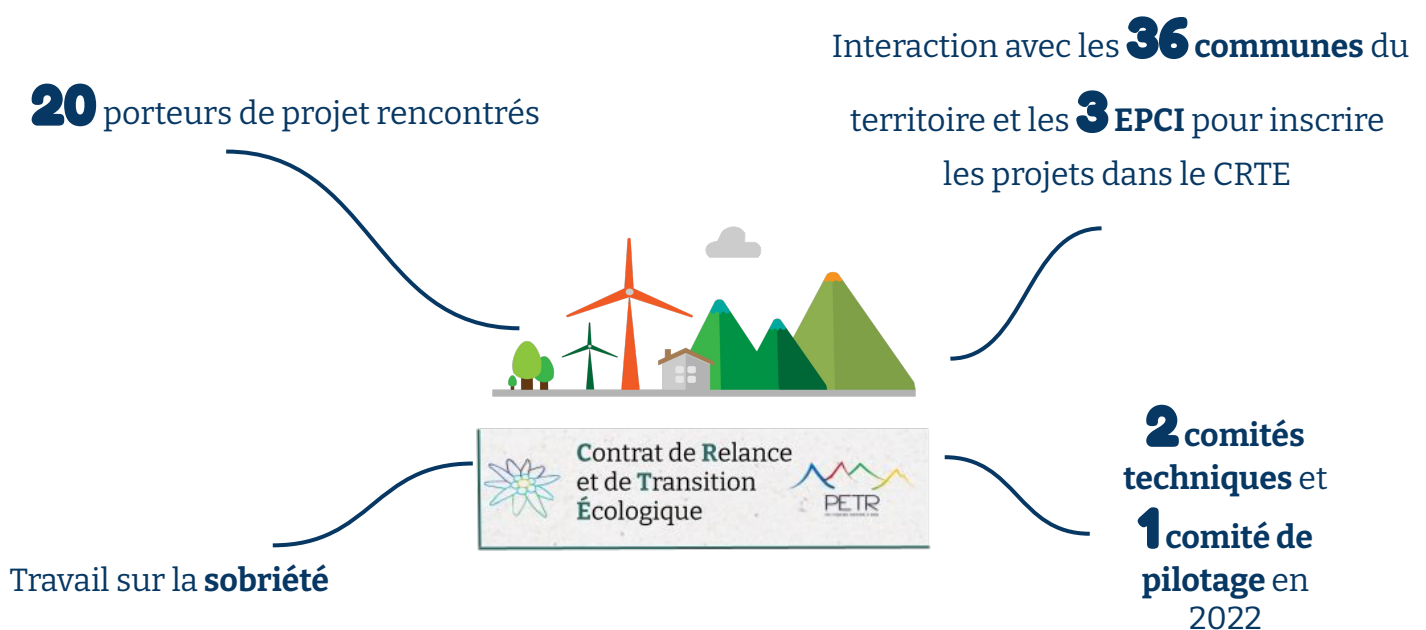 20 porteurs de projet rencontrés
Interaction avec les 36 communes du
territoire et les 3 EPCI pour inscrire
les projets dans le CRTE
Contrat de Relance
et de Transition
Écologique
PETR
Travail sur la sobriété
2 comités
techniques et
1 comité de
pilotage en
2022